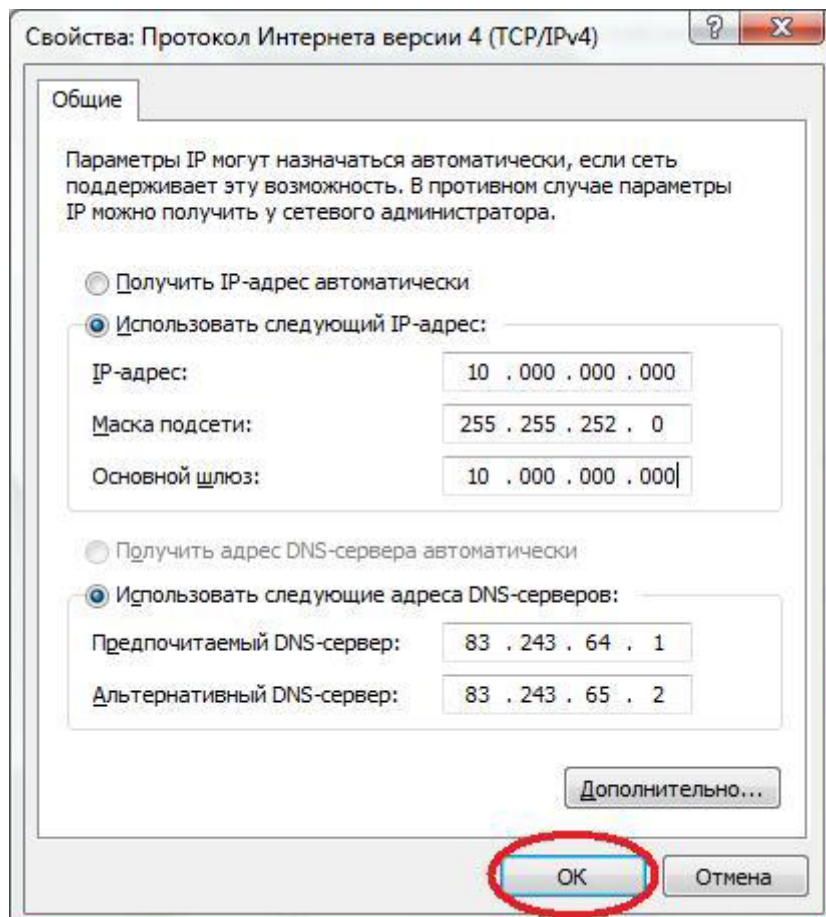 Свойства: Протокол Интернета версии 4 (TCP/IPv4)
?
X
Общие
Параметры IP могут назначаться автоматически, если сеть
поддерживает эту возможность. В противном случае параметры
IP можно получить у сетевого администратора.
Получить IP-адрес автоматически
Использовать следующий IP-адрес:
IP-адрес: 10 . 000 . 000 . 000
Маска подсети: 255 . 255 . 252 . 0
Основной шлюз: 10 . 000 . 000 . 000
Получить адрес DNS-сервера автоматически
Использовать следующие адреса DNS-серверов:
Предпочитаемый DNS-сервер: 83 . 243 . 64 . 1
Альтернативный DNS-сервер: 83 . 243 . 65 . 2
Дополнительно...
OK Отмена